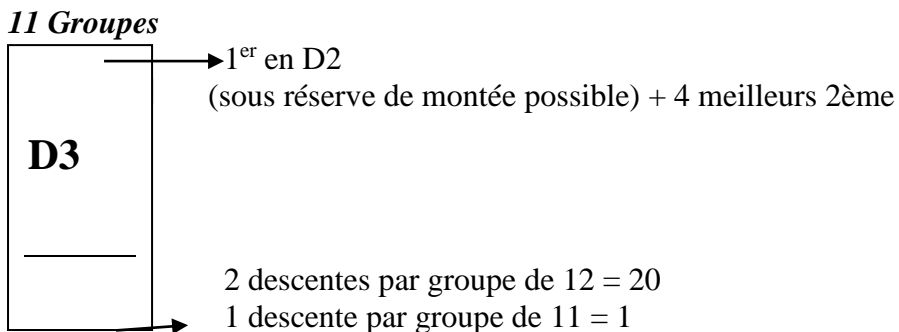 11 Groupes
1er en D2
(sous réserve de montée possible) + 4 meilleurs 2ème
D3
2 descentes par groupe de 12 = 20
1 descente par groupe de 11 = 1